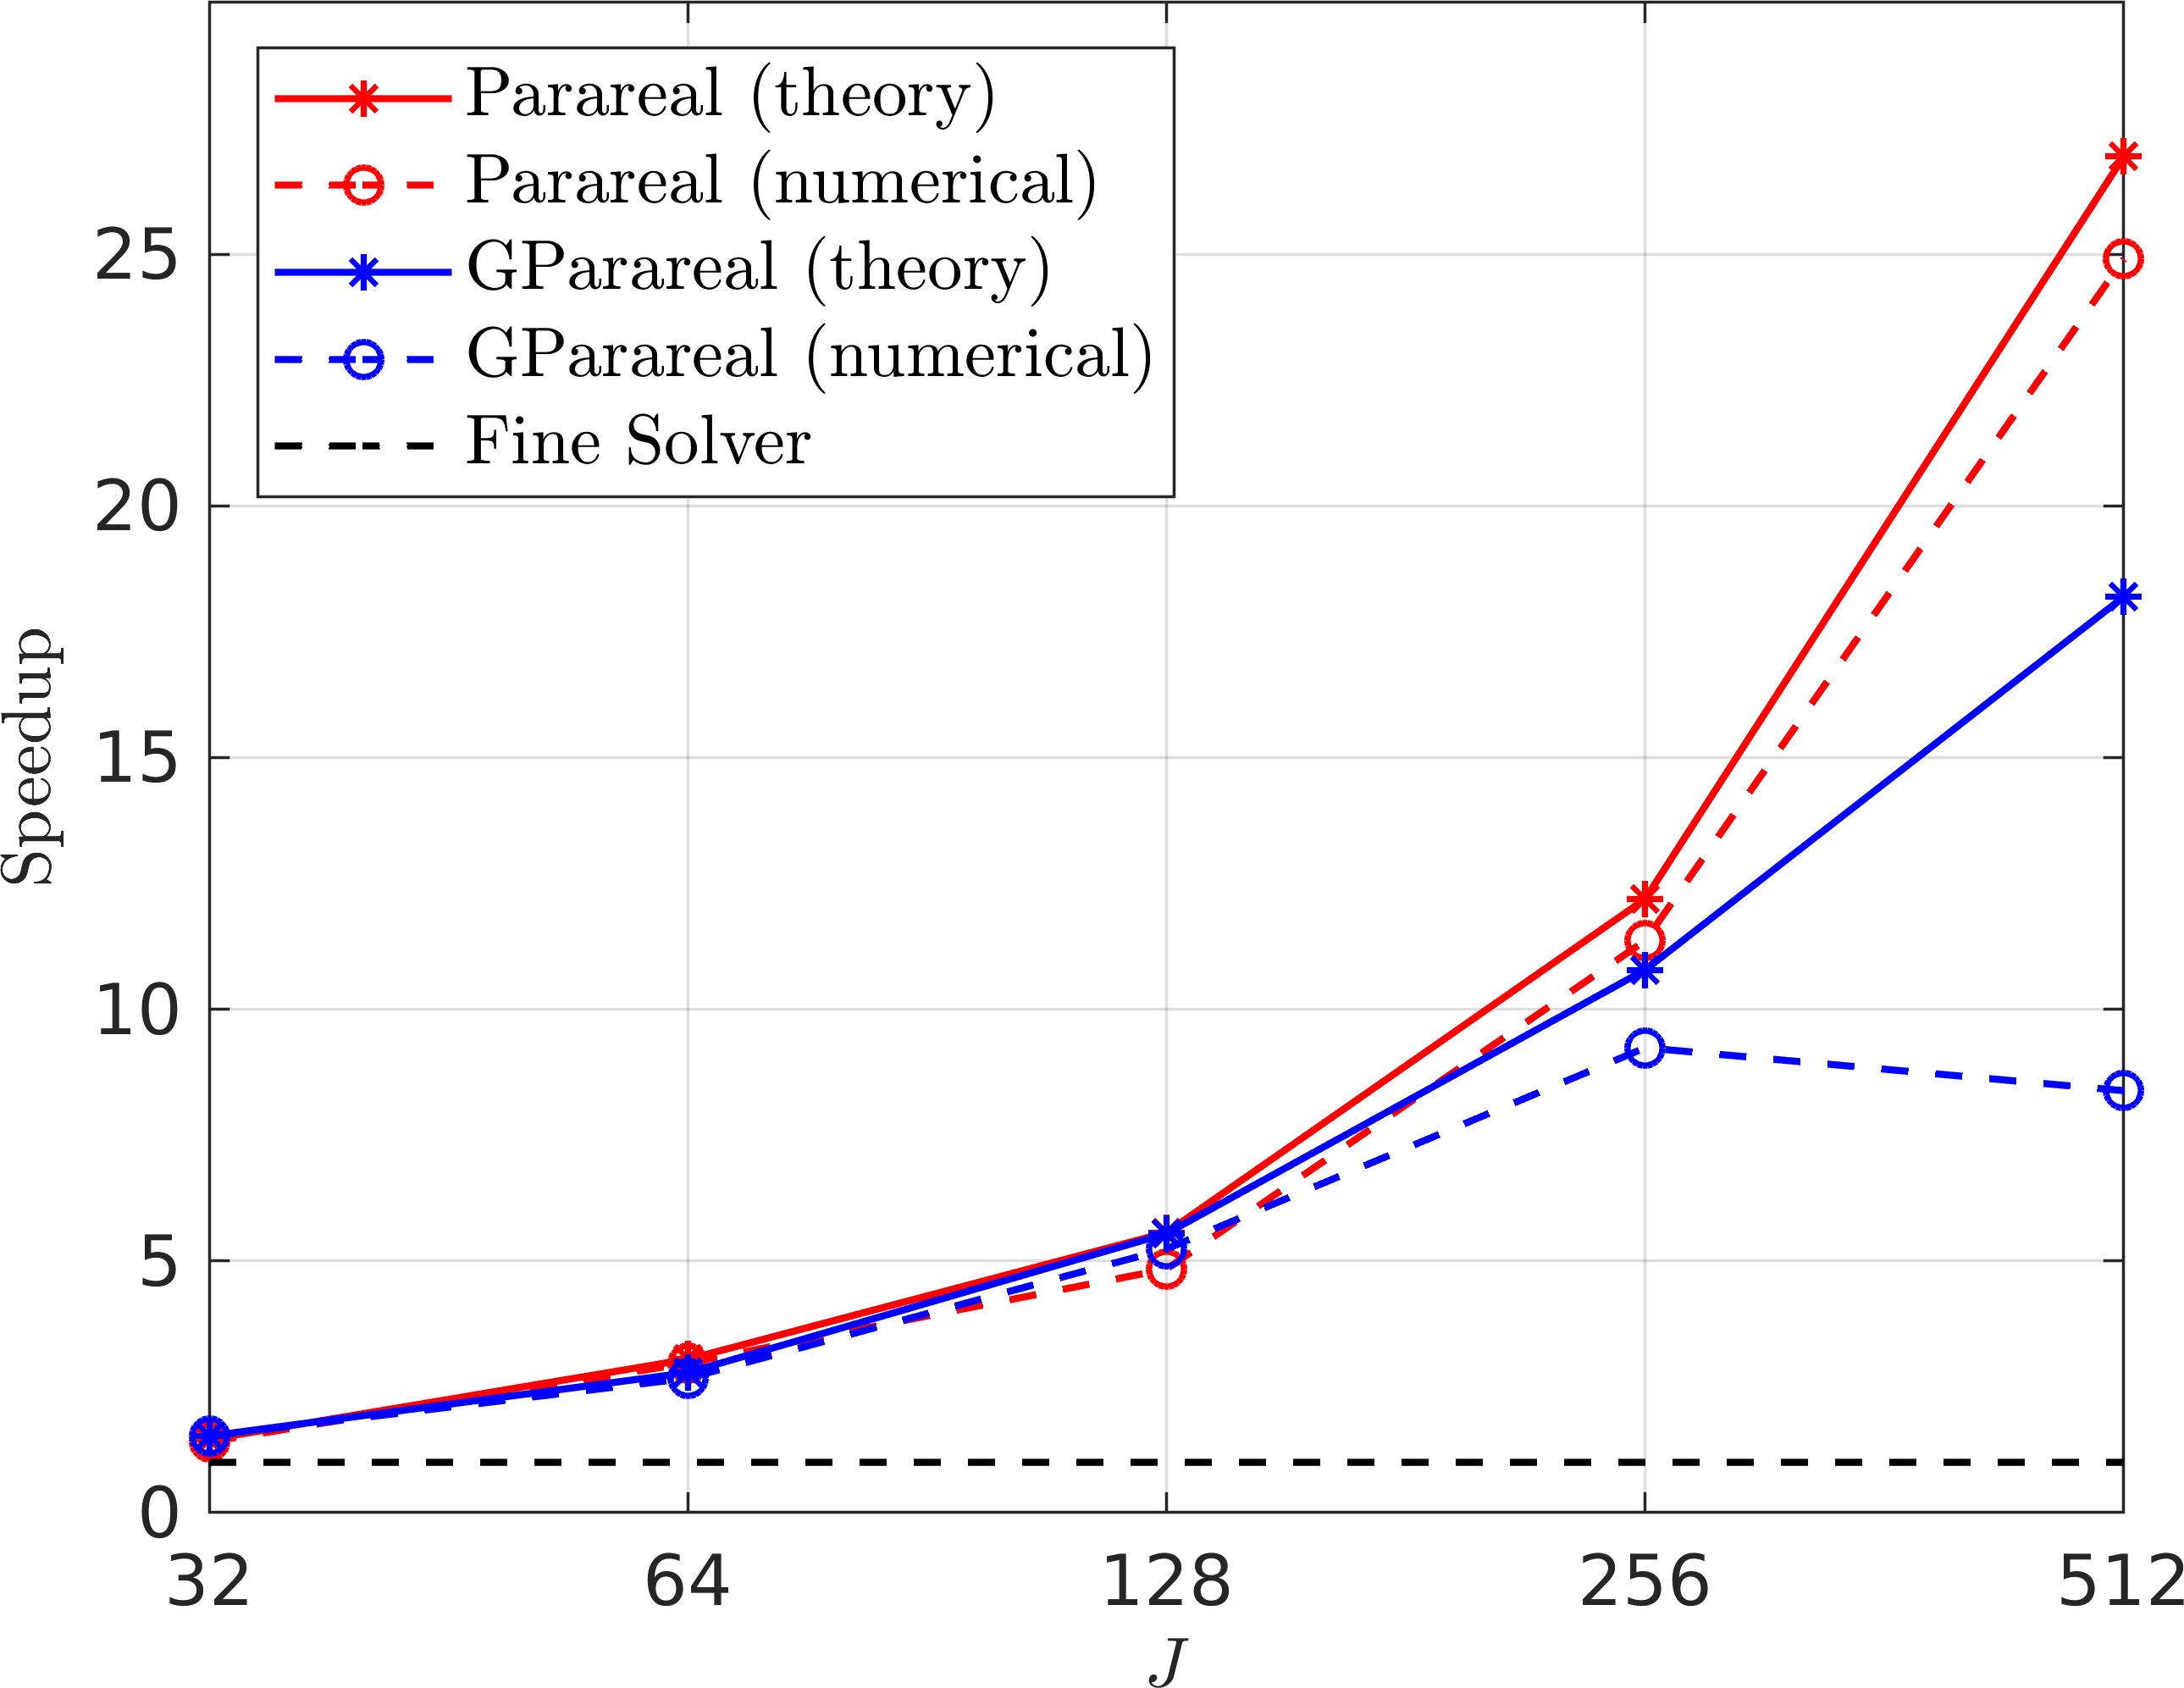 Parareal (theory)
Parareal (numerical)
GParareal (theory)
GParareal (numerical)
Fine Solver
Speedup
25
20
15
10
5
0
32 64 128 256 512
J